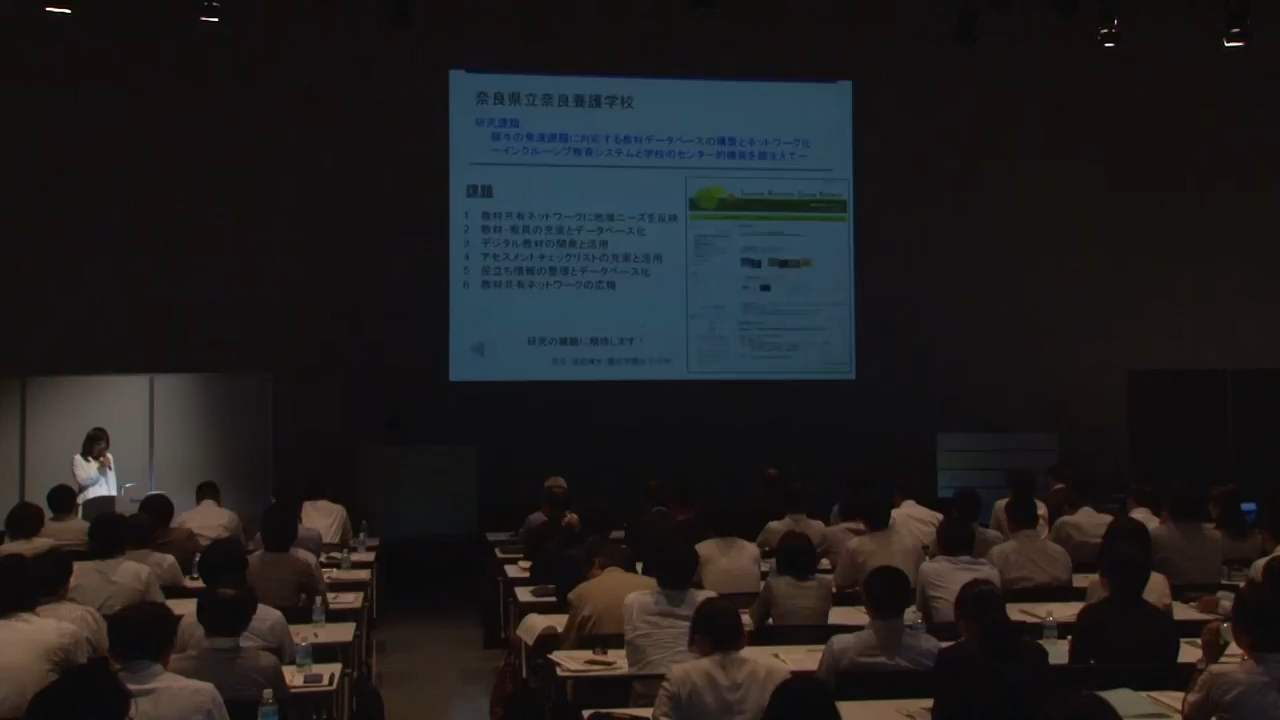 奈良県立奈良養護学校
研究課題
個々の発達課題に対応する教材データベースの構築とネットワーク化
ーインクルーシブ教育システムと学校のセンター的機能を踏まえてー
課題
1 教材共有ネットワークに地域ニーズを反映
2 教材・教具の充実とデータベース化
3 デジタル教材の開発と活用
4 アセスメントチェックリストの充実と活用
5 役立ち情報の整理とデータベース化
6 教材共有ネットワークの広報
研究の継続に期待します！